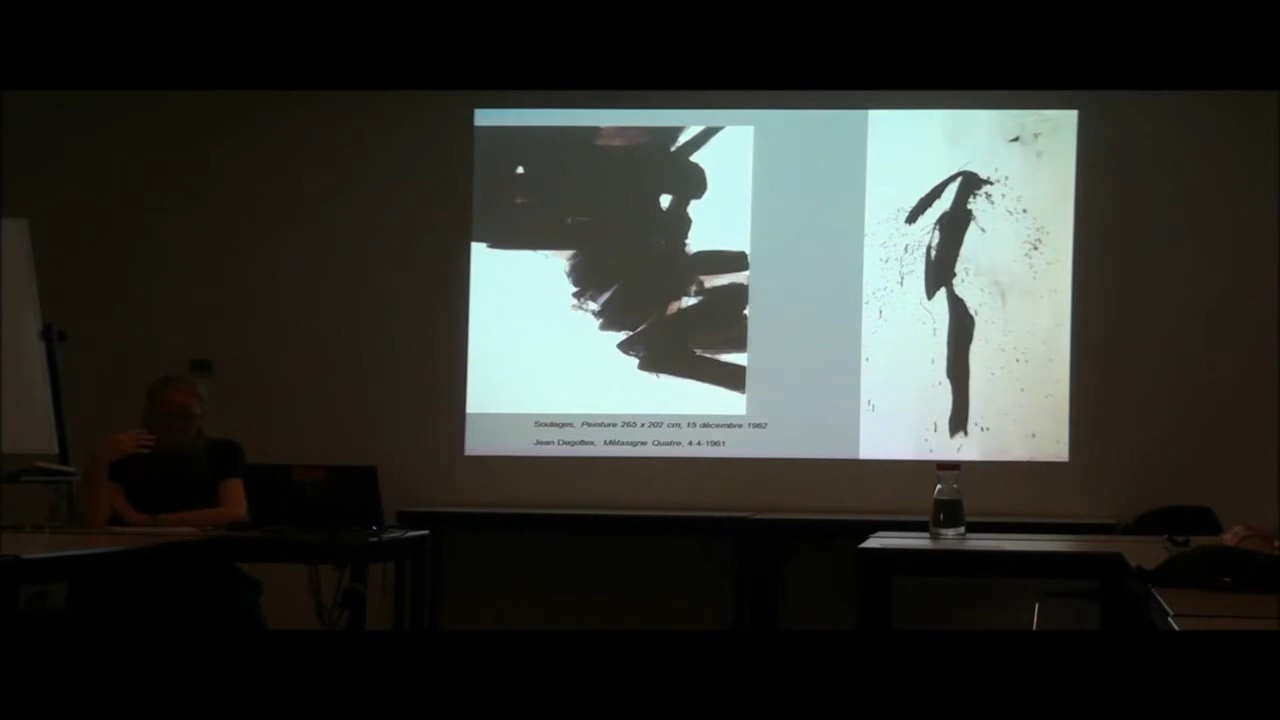 Soulages, Peinture 265 x 202 cm, 15 décembre 1962
Jean Degottex, Métasigne Quatre, 4-4-1961